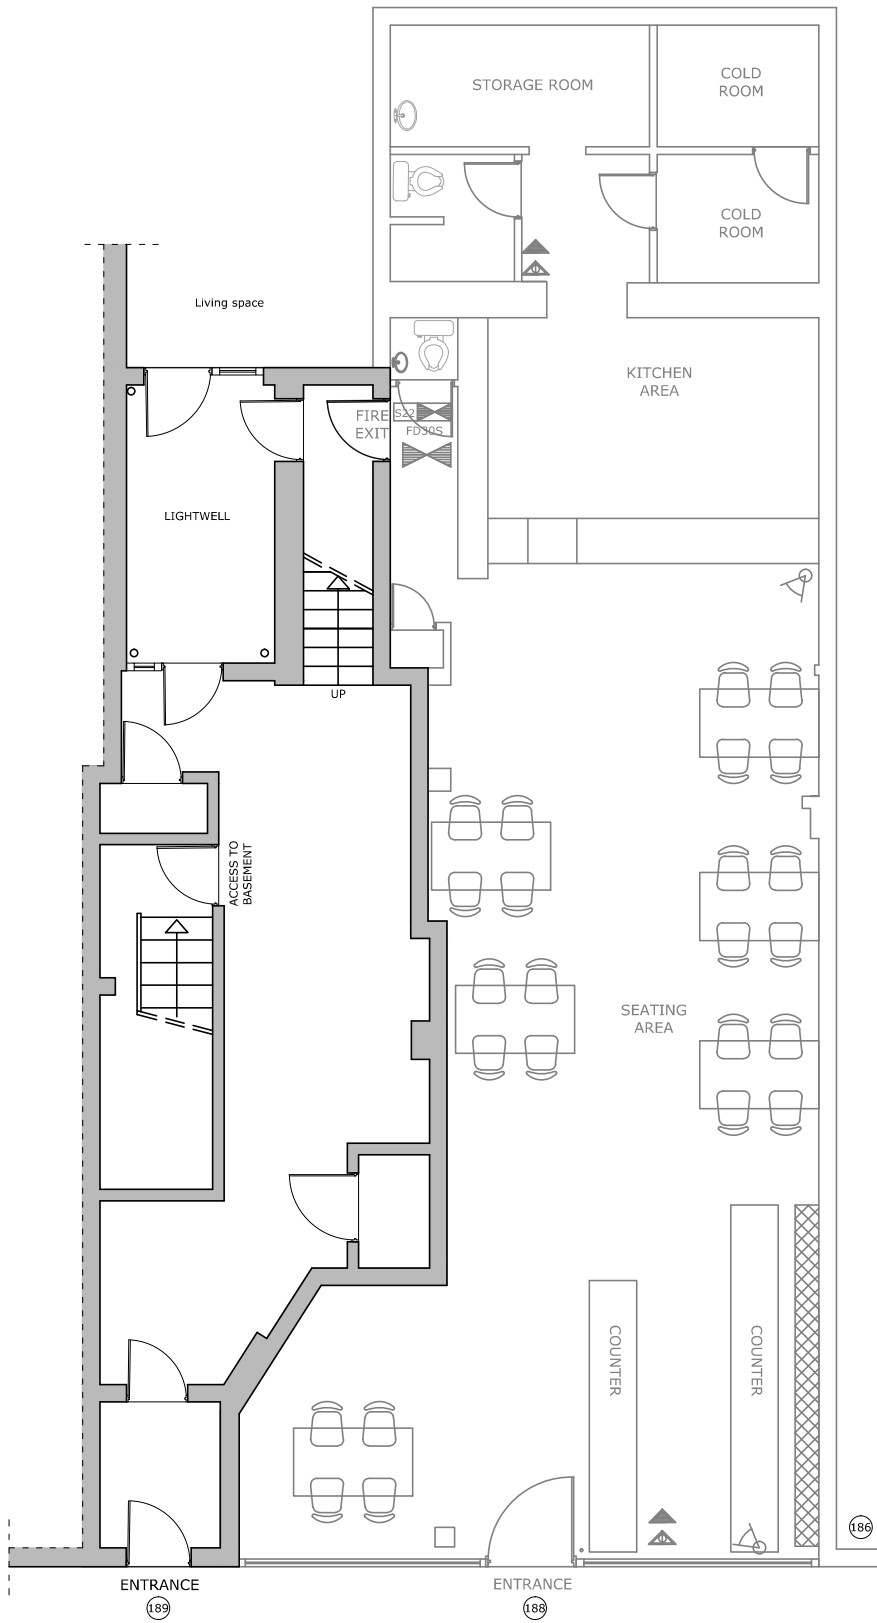 STORAGE ROOM
COLD
ROOM
COLD
ROOM
Living space
KITCHEN
AREA
FIRE
EXIT
S22
FD30S
LIGHTWELL
UP
ACCESS TO
BASEMENT
SEATING
AREA
COUNTER
COUNTER
186
ENTRANCE
189
ENTRANCE
188